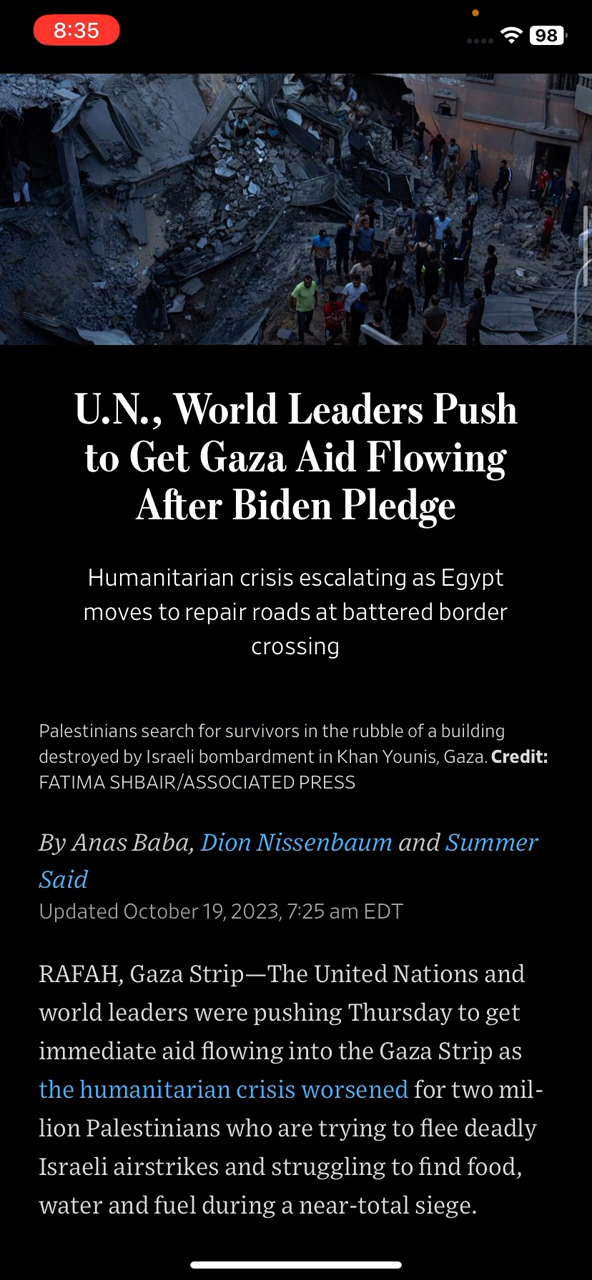 8:35
98
U.N., World Leaders Push
to Get Gaza Aid Flowing
After Biden Pledge
Humanitarian crisis escalating as Egypt
moves to repair roads at battered border
crossing
Palestinians search for survivors in the rubble of a building
destroyed by Israeli bombardment in Khan Younis, Gaza. Credit:
FATIMA SHBAIR/ASSOCIATED PRESS
By Anas Baba, Dion Nissenbaum and Summer
Said
Updated October 19, 2023, 7:25 am EDT
RAFAH, Gaza Strip—The United Nations and
world leaders were pushing Thursday to get
immediate aid flowing into the Gaza Strip as
the humanitarian crisis worsened for two mil-
lion Palestinians who are trying to flee deadly
Israeli airstrikes and struggling to find food,
water and fuel during a near-total siege.